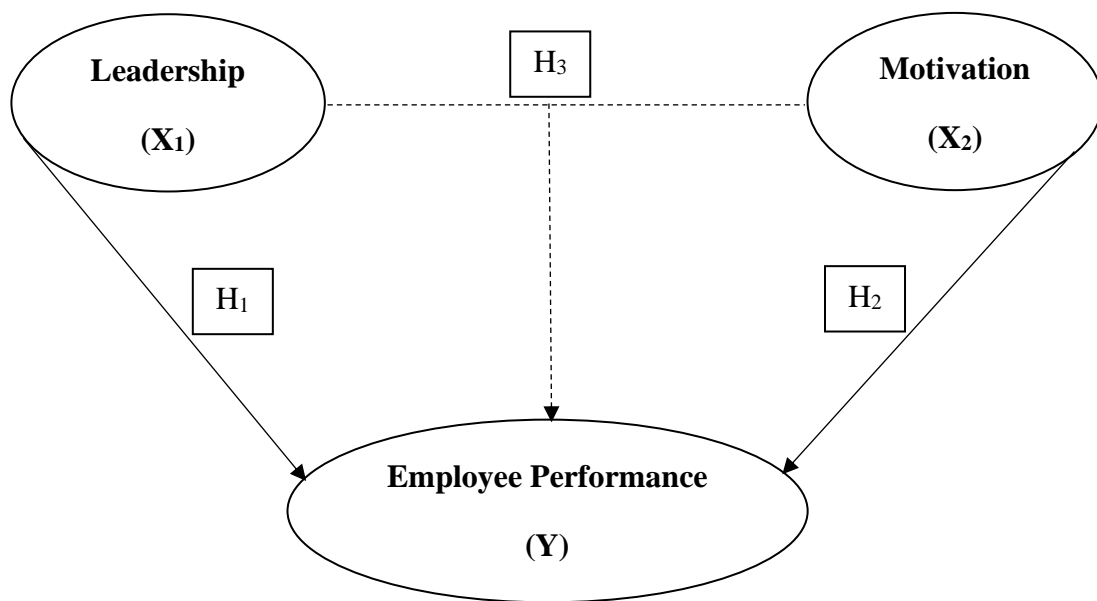 Leadership
(X₁)
H₃
Motivation
(X₂)
H₁
H₂
Employee Performance
(Y)